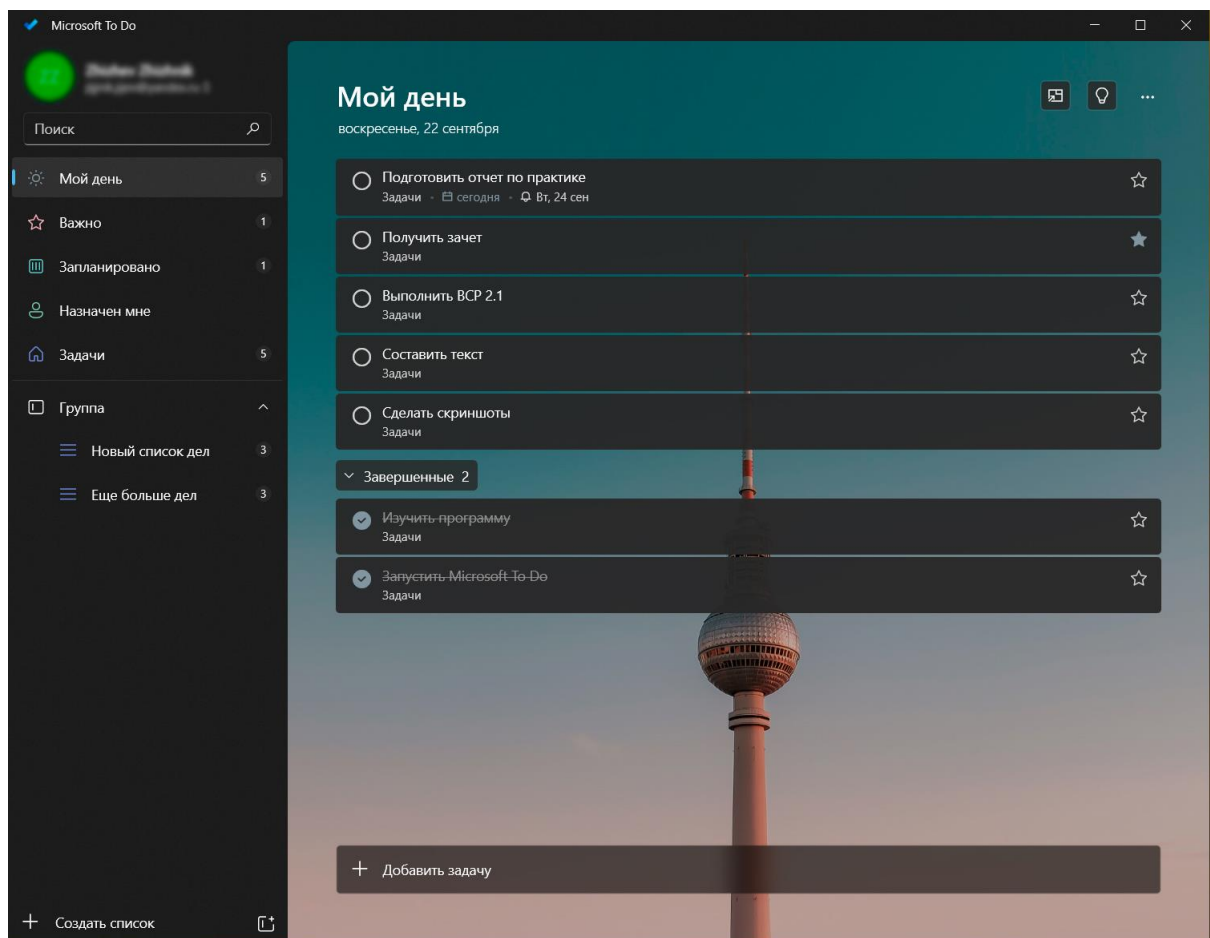 Microsoft To Do
Поиск
Мой день 5
Важно 1
Запланировано 1
Назначен мне
Задачи 5
Группа
Новый список дел 3
Еще больше дел 3
Создать список
Мой день
воскресенье, 22 сентября
Подготовить отчет по практике
Задачи · сегодня · Вт, 24 сен
Получить зачет
Задачи
Выполнить ВСР 2.1
Задачи
Составить текст
Задачи
Сделать скриншоты
Задачи
Завершенные 2
Изучить программу
Задачи
Запустить Microsoft To Do
Задачи
Добавить задачу